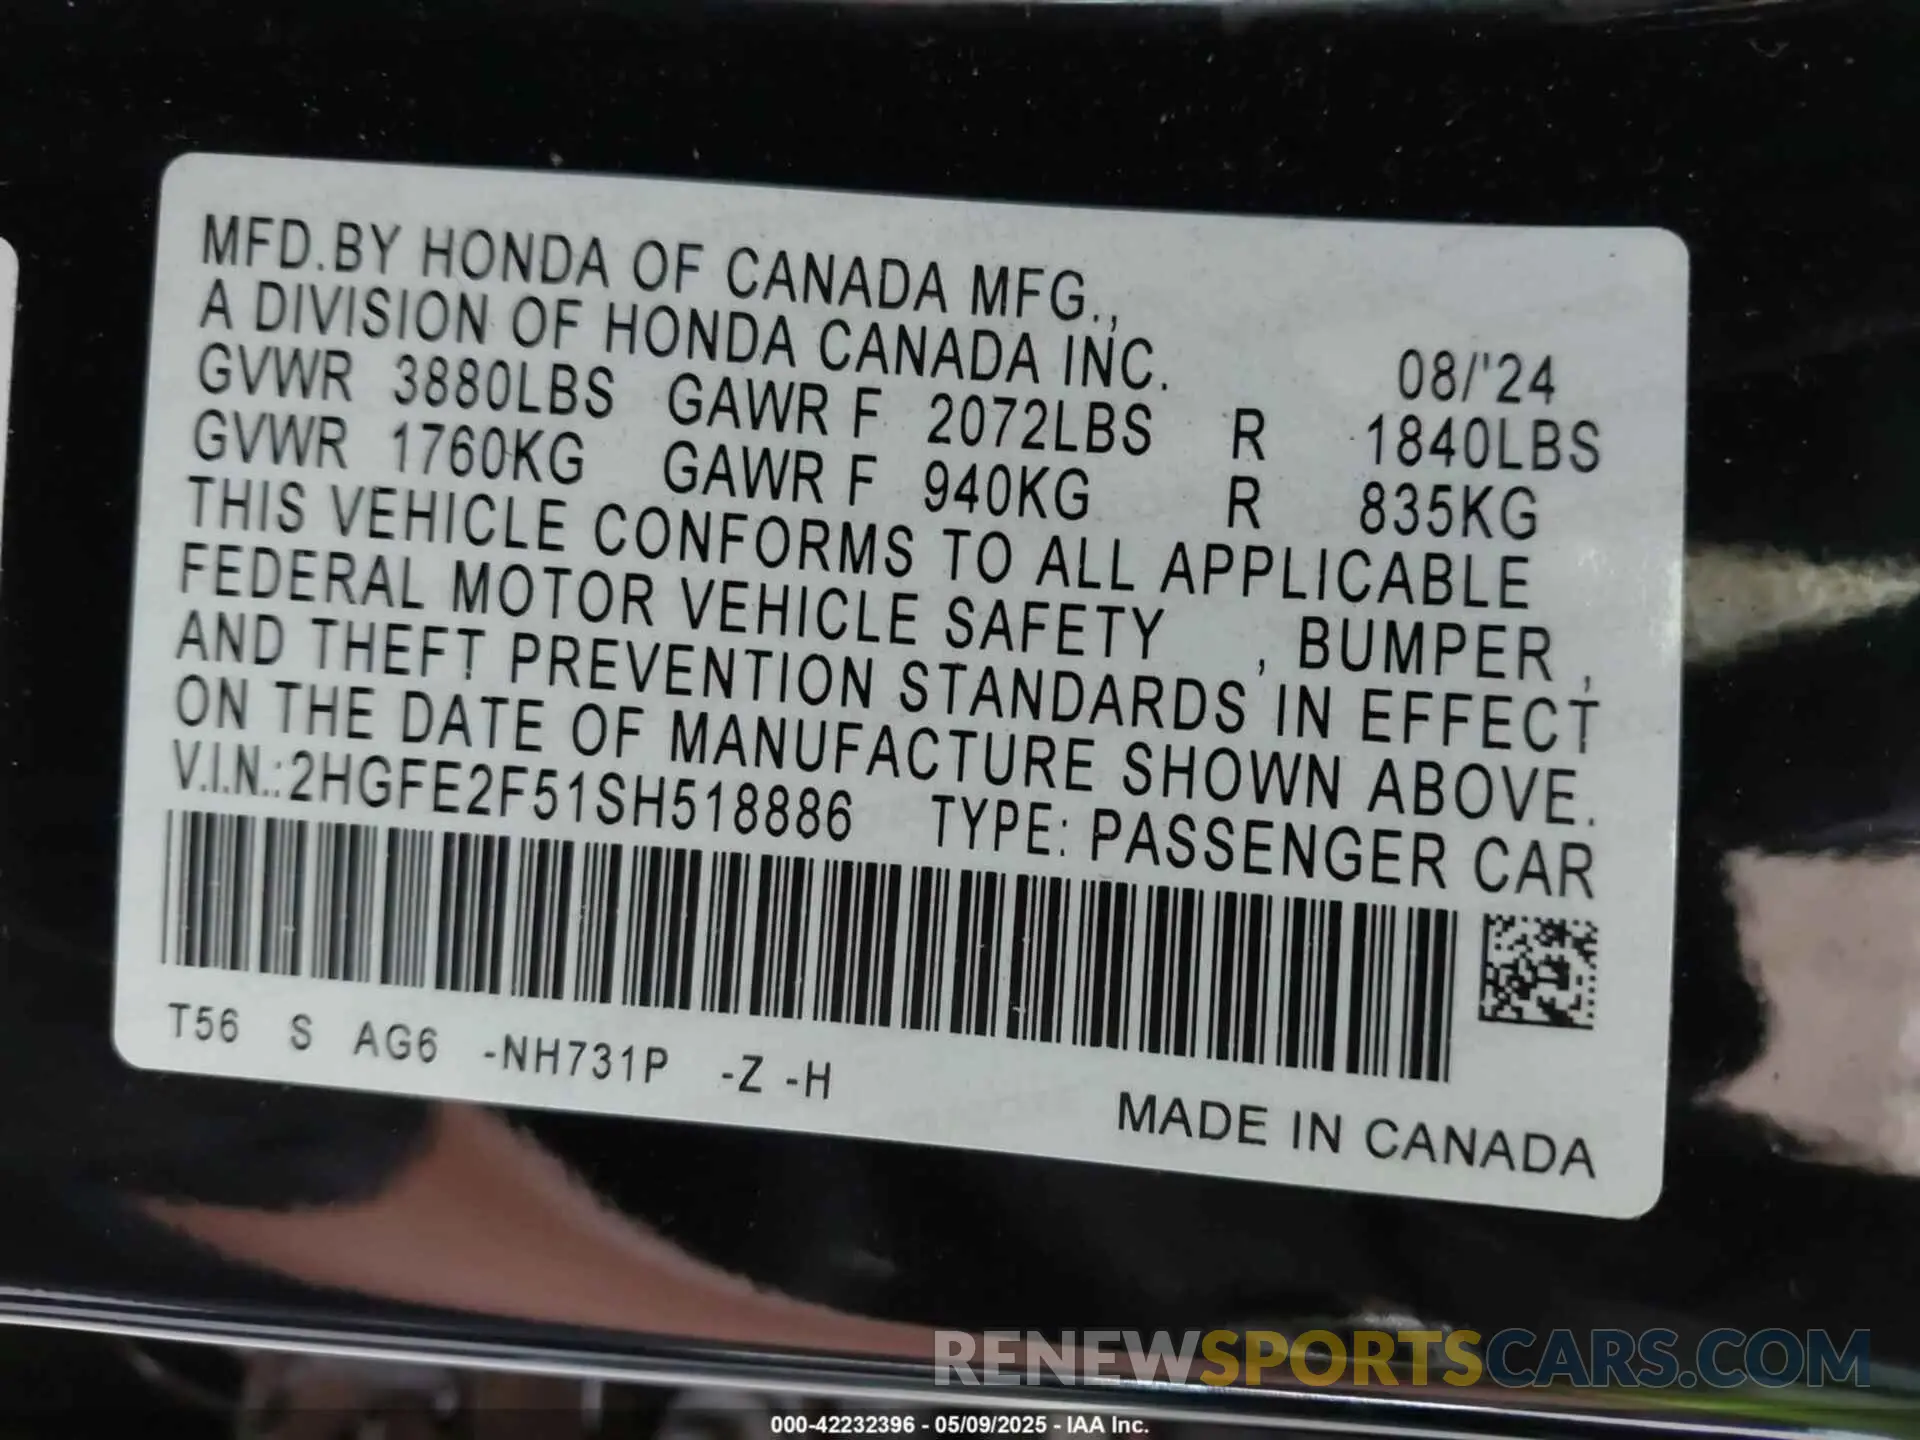 MFD.BY HONDA OF CANADA MFG.,
A DIVISION OF HONDA CANADA INC. 08/'24
GVWR 3880LBS GAWR F 2072LBS R 1840LBS
GVWR 1760KG GAWR F 940KG R 835KG
THIS VEHICLE CONFORMS TO ALL APPLICABLE
FEDERAL MOTOR VEHICLE SAFETY , BUMPER ,
AND THEFT PREVENTION STANDARDS IN EFFECT
ON THE DATE OF MANUFACTURE SHOWN ABOVE.
V.I.N.:2HGFE2F51SH518886 TYPE: PASSENGER CAR
T56 S AG6 -NH731P -Z -H
MADE IN CANADA
RENEWSPORTSCARS.COM
000-42232396 - 05/09/2025 - IAA Inc.